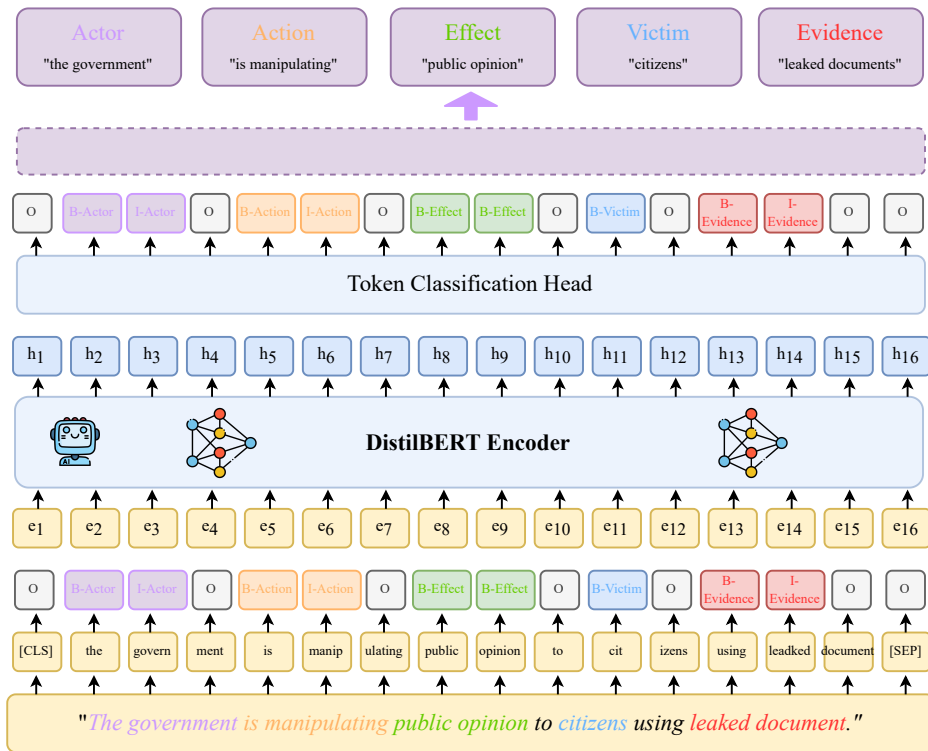 Actor Action Effect Victim Evidence
"the government" "is manipulating" "public opinion" "citizens" "leaked documents"
O B-Actor I-Actor O B-Action I-Action O B-Effect B-Effect O B-Victim O B-Evidence I-Evidence O O
Token Classification Head
h1 h2 h3 h4 h5 h6 h7 h8 h9 h10 h11 h12 h13 h14 h15 h16
AI
DistilBERT Encoder
e1 e2 e3 e4 e5 e6 e7 e8 e9 e10 e11 e12 e13 e14 e15 e16
O B-Actor I-Actor O B-Action I-Action O B-Effect B-Effect O B-Victim O B-Evidence I-Evidence O O
[CLS] the govern ment is manip ulating public opinion to cit izens using leadked document [SEP]
"The government is manipulating public opinion to citizens using leaked document."